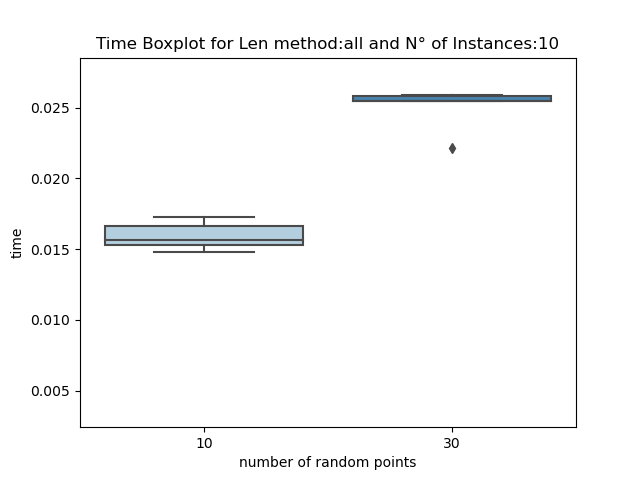 Time Boxplot for Len method:all and N° of Instances:10
0.025
0.020
0.015
0.010
0.005
time
10
30
number of random points